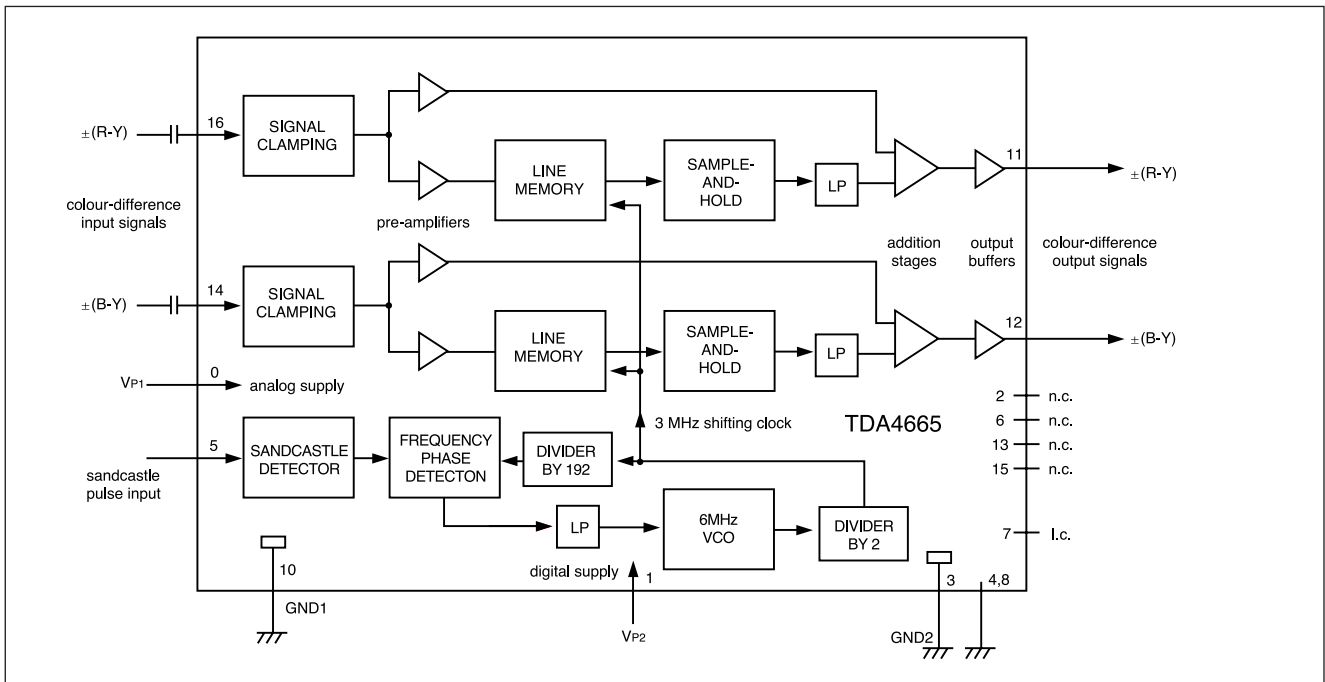 16
SIGNAL
CLAMPING
±(R-Y)
LINE
MEMORY
SAMPLE-
AND-
HOLD
LP
11
±(R-Y)
colour-difference
input signals
pre-amplifiers
addition
stages
output
buffers
colour-difference
output signals
±(B-Y)
14
SIGNAL
CLAMPING
LINE
MEMORY
SAMPLE-
AND-
HOLD
LP
12
±(B-Y)
VP1
0
analog supply
2 n.c.
6 n.c.
13 n.c.
15 n.c.
7 I.c.
3 MHz shifting clock
TDA4665
5
sandcastle
pulse input
SANDCASTLE
DETECTOR
FREQUENCY
PHASE
DETECTON
DIVIDER
BY 192
LP
6MHz
VCO
DIVIDER
BY 2
10
GND1
digital supply
1
VP2
3
GND2
4,8